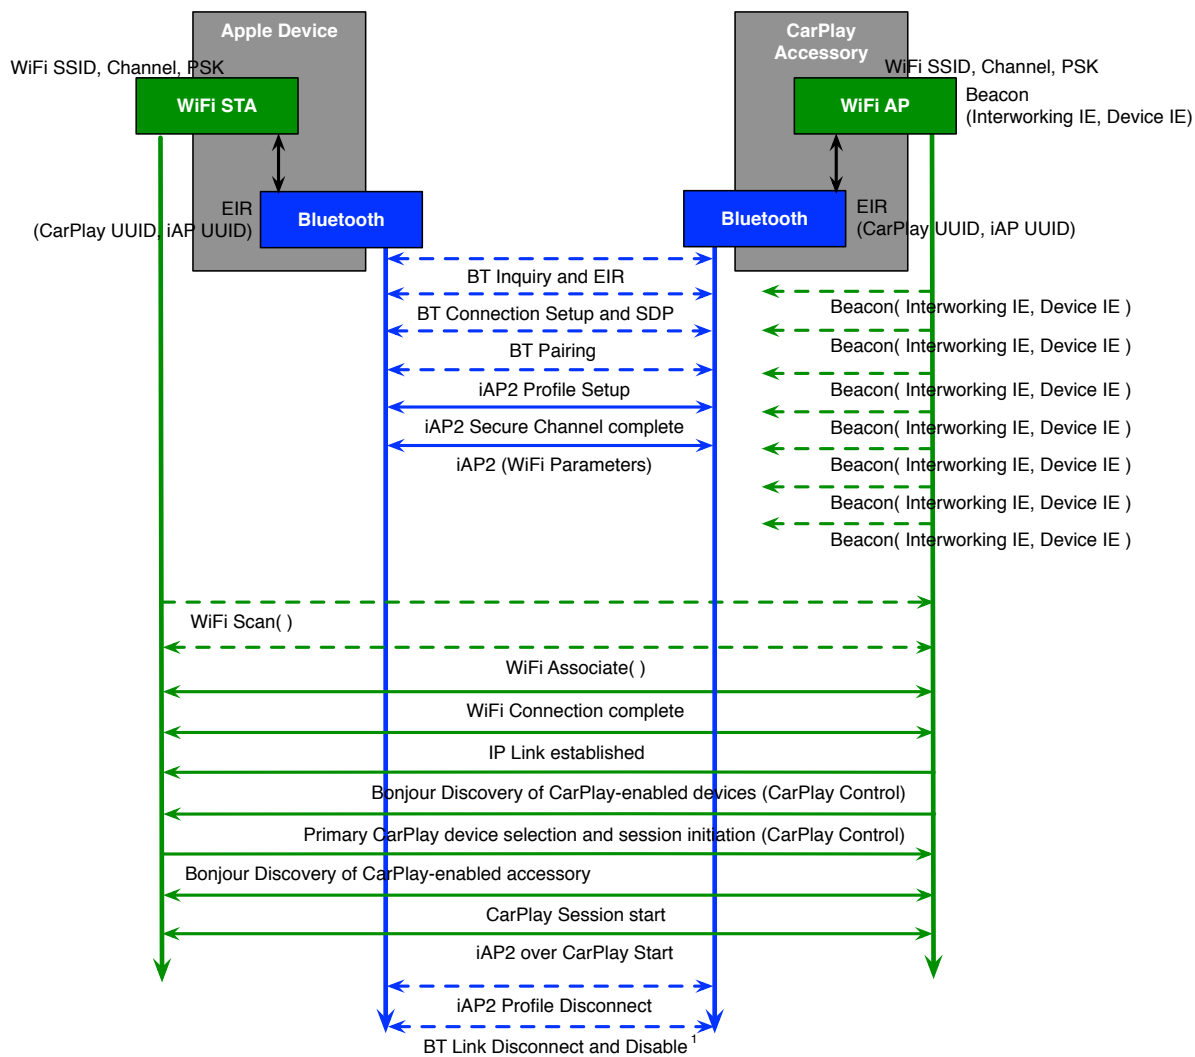 Apple Device
CarPlay
Accessory
WiFi SSID, Channel, PSK
WiFi SSID, Channel, PSK
WiFi STA
WiFi AP
Beacon
(Interworking IE, Device IE)
EIR
(CarPlay UUID, iAP UUID)
Bluetooth
Bluetooth
EIR
(CarPlay UUID, iAP UUID)
BT Inquiry and EIR
Beacon( Interworking IE, Device IE )
BT Connection Setup and SDP
Beacon( Interworking IE, Device IE )
BT Pairing
Beacon( Interworking IE, Device IE )
iAP2 Profile Setup
Beacon( Interworking IE, Device IE )
iAP2 Secure Channel complete
Beacon( Interworking IE, Device IE )
iAP2 (WiFi Parameters)
Beacon( Interworking IE, Device IE )
Beacon( Interworking IE, Device IE )
WiFi Scan( )
WiFi Associate( )
WiFi Connection complete
IP Link established
Bonjour Discovery of CarPlay-enabled devices (CarPlay Control)
Primary CarPlay device selection and session initiation (CarPlay Control)
Bonjour Discovery of CarPlay-enabled accessory
CarPlay Session start
iAP2 over CarPlay Start
iAP2 Profile Disconnect
BT Link Disconnect and Disable 1